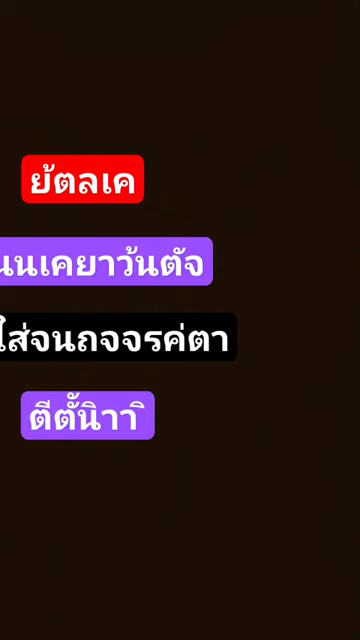 ย้ตลเค
นนเคยาว้นตัจ
ใส่จนถจจรค่ตา
ตีตั้นิาา ิ